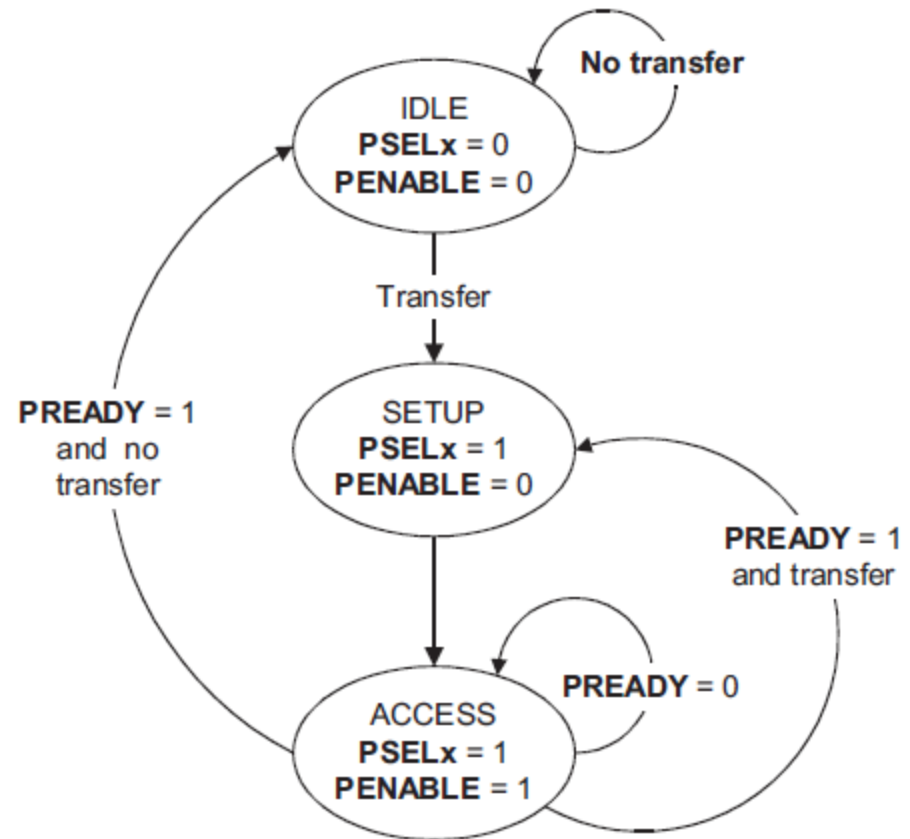 No transfer
IDLE
PSELx = 0
PENABLE = 0
Transfer
SETUP
PSELx = 1
PENABLE = 0
PREADY = 1
and no
transfer
PREADY = 1
and transfer
PREADY = 0
ACCESS
PSELx = 1
PENABLE = 1